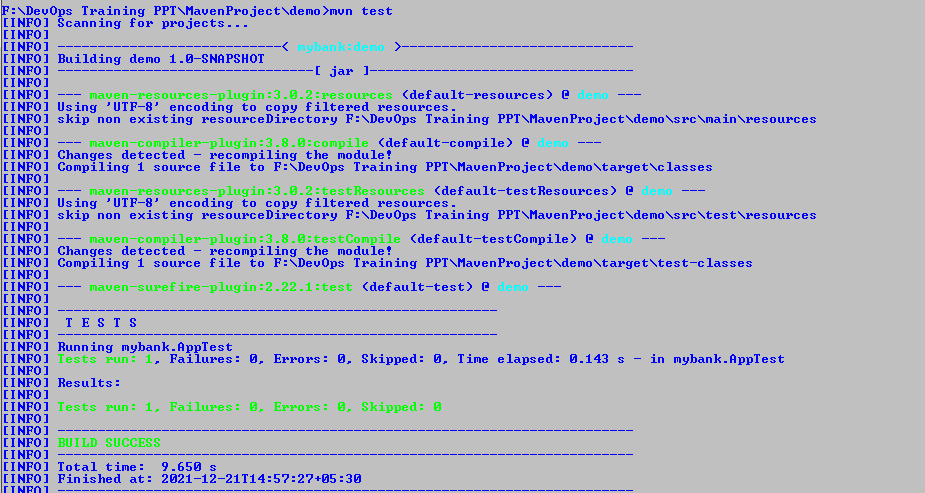 F:\DevOps Training PPT\MavenProject\demo>mvn test
[INFO] Scanning for projects...
[INFO]
[INFO] ----------------------------< mybank:demo >-----------------------------
[INFO] Building demo 1.0-SNAPSHOT
[INFO] --------------------------------[ jar ]---------------------------------
[INFO]
[INFO] --- maven-resources-plugin:3.0.2:resources (default-resources) @ demo ---
[INFO] Using 'UTF-8' encoding to copy filtered resources.
[INFO] skip non existing resourceDirectory F:\DevOps Training PPT\MavenProject\demo\src\main\resources
[INFO]
[INFO] --- maven-compiler-plugin:3.8.0:compile (default-compile) @ demo ---
[INFO] Changes detected - recompiling the module!
[INFO] Compiling 1 source file to F:\DevOps Training PPT\MavenProject\demo\target\classes
[INFO]
[INFO] --- maven-resources-plugin:3.0.2:testResources (default-testResources) @ demo ---
[INFO] Using 'UTF-8' encoding to copy filtered resources.
[INFO] skip non existing resourceDirectory F:\DevOps Training PPT\MavenProject\demo\src\test\resources
[INFO]
[INFO] --- maven-compiler-plugin:3.8.0:testCompile (default-testCompile) @ demo ---
[INFO] Changes detected - recompiling the module!
[INFO] Compiling 1 source file to F:\DevOps Training PPT\MavenProject\demo\target\test-classes
[INFO]
[INFO] --- maven-surefire-plugin:2.22.1:test (default-test) @ demo ---
[INFO]
[INFO] -------------------------------------------------------
[INFO]  T E S T S
[INFO] -------------------------------------------------------
[INFO] Running mybank.AppTest
[INFO] Tests run: 1, Failures: 0, Errors: 0, Skipped: 0, Time elapsed: 0.143 s - in mybank.AppTest
[INFO]
[INFO] Results:
[INFO]
[INFO] Tests run: 1, Failures: 0, Errors: 0, Skipped: 0
[INFO]
[INFO] ------------------------------------------------------------------------
[INFO] BUILD SUCCESS
[INFO] ------------------------------------------------------------------------
[INFO] Total time:  9.650 s
[INFO] Finished at: 2021-12-21T14:57:27+05:30
[INFO] ------------------------------------------------------------------------